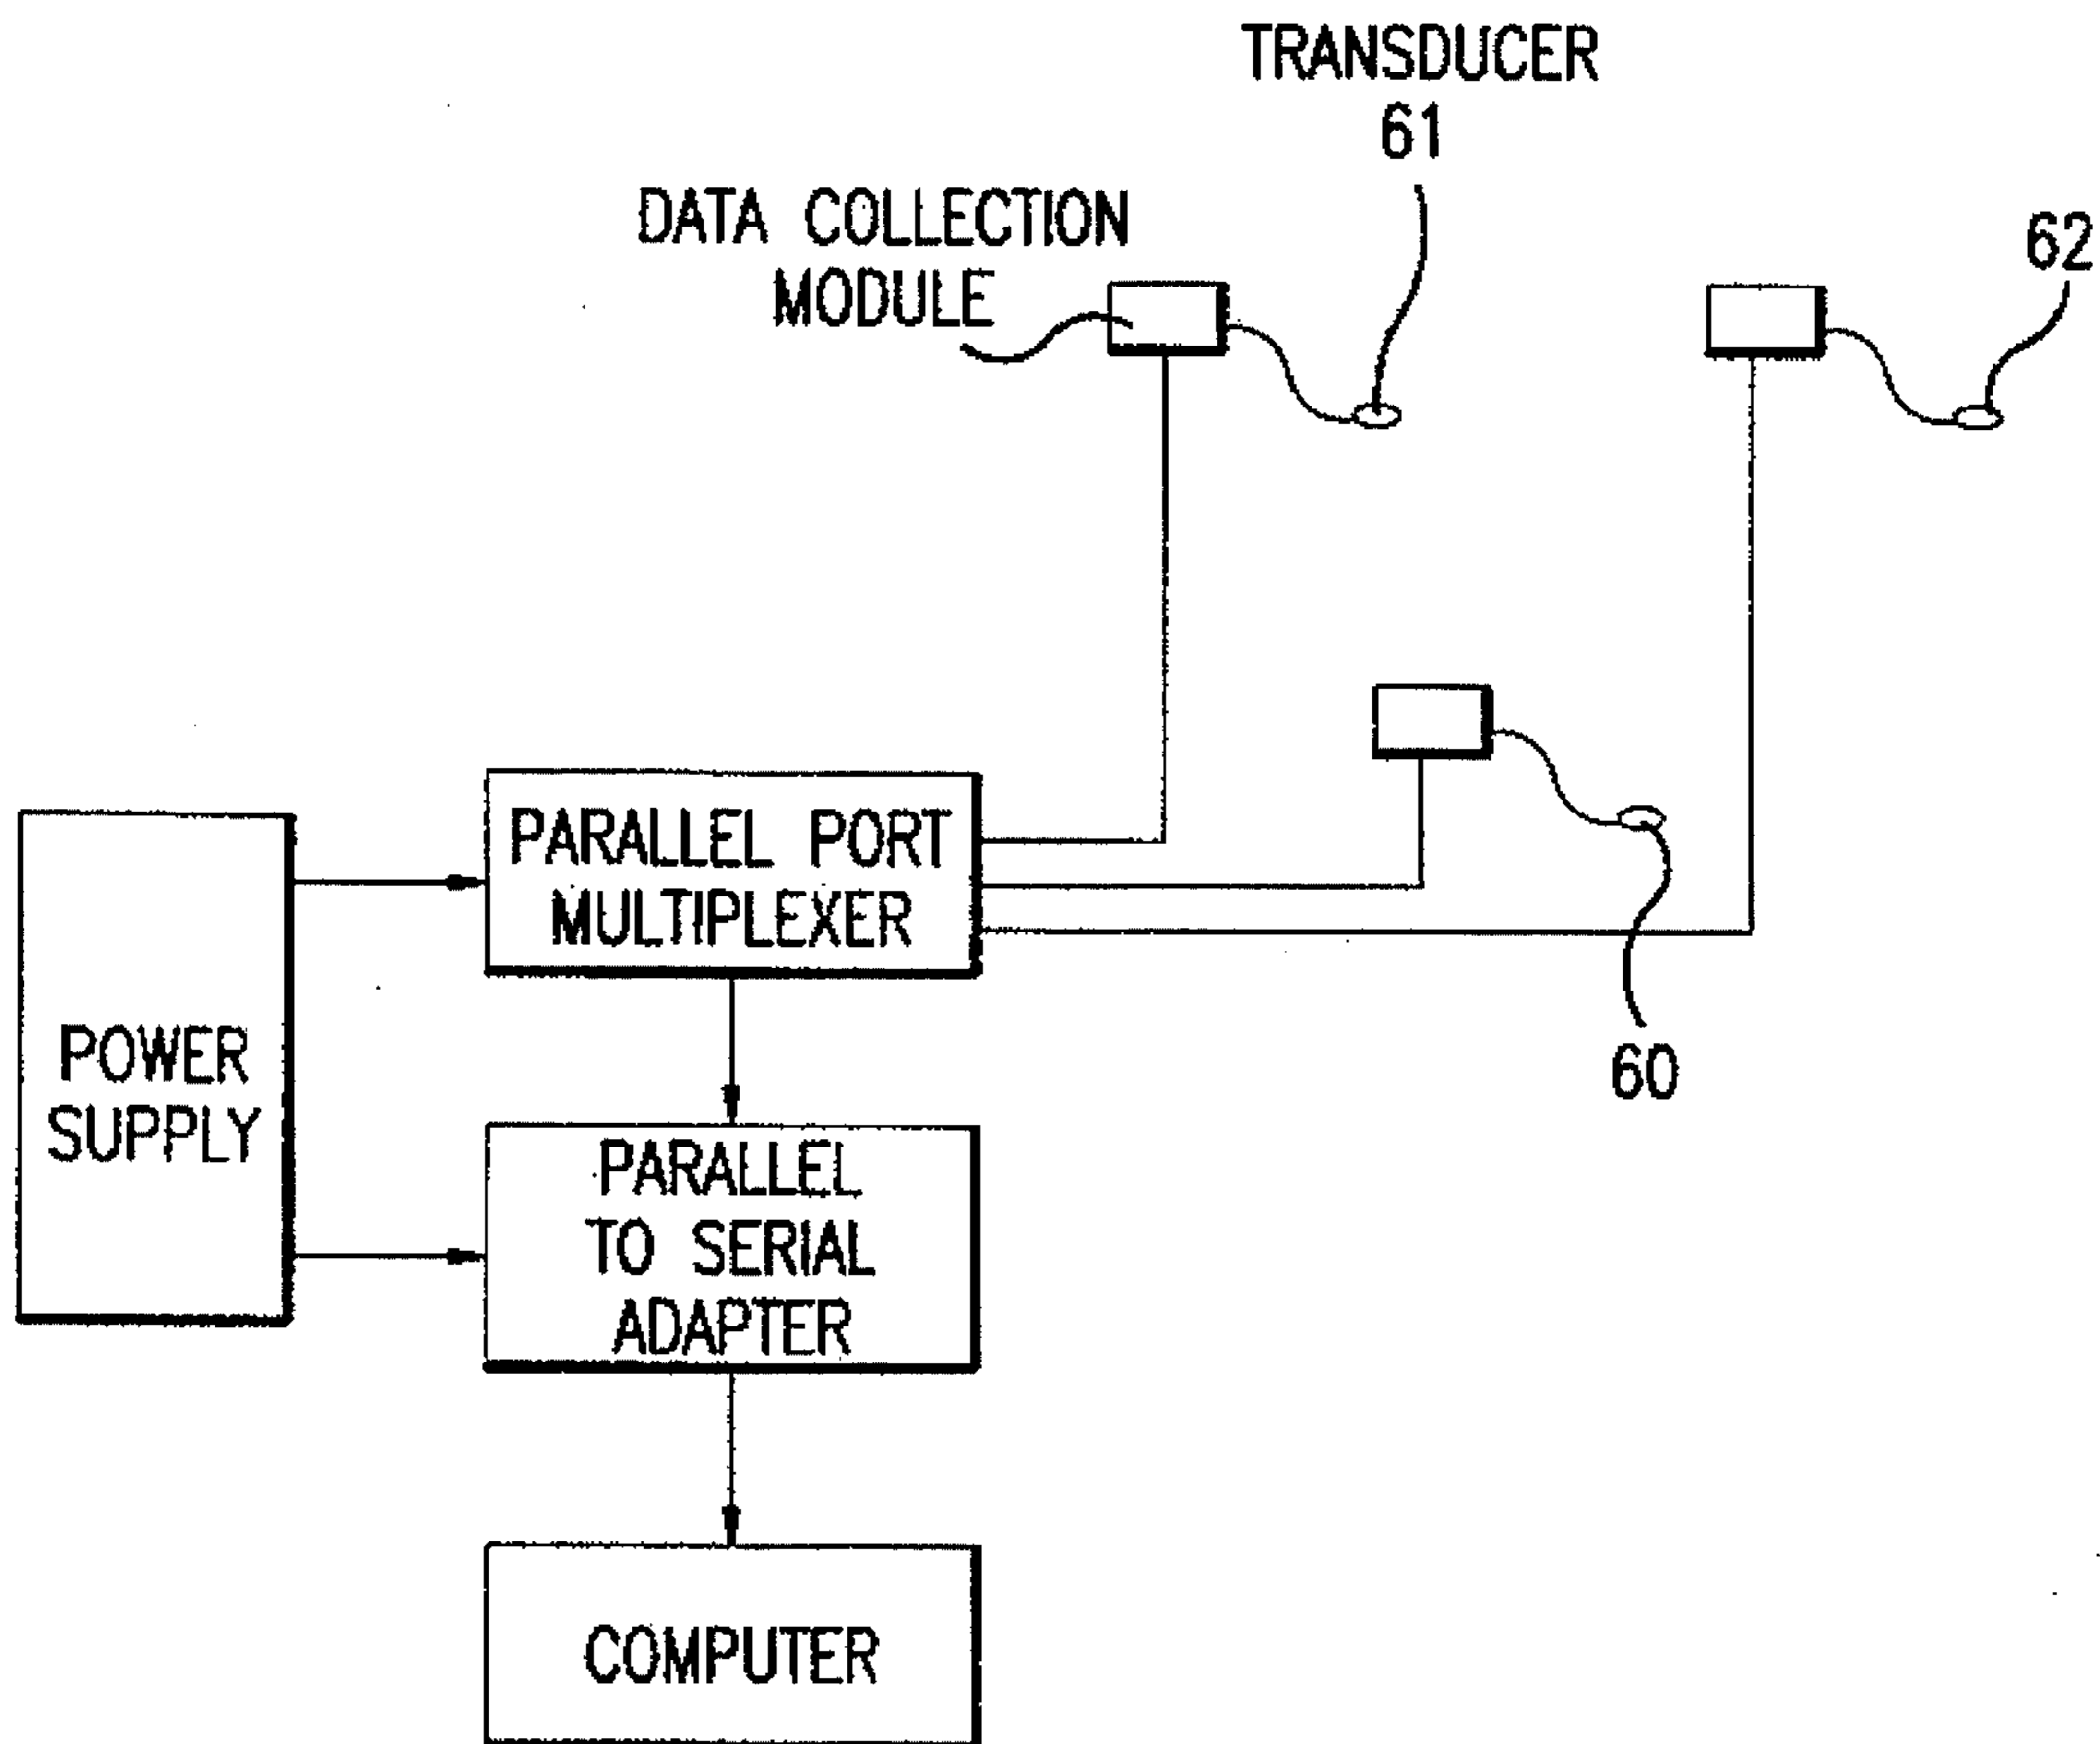 TRANSDUCER
61
DATA COLLECTION
MODULE
62
PARALLEL PORT
MULTIPLEXER
POWER
SUPPLY
60
PARALLEL
TO SERIAL
ADAPTER
COMPUTER